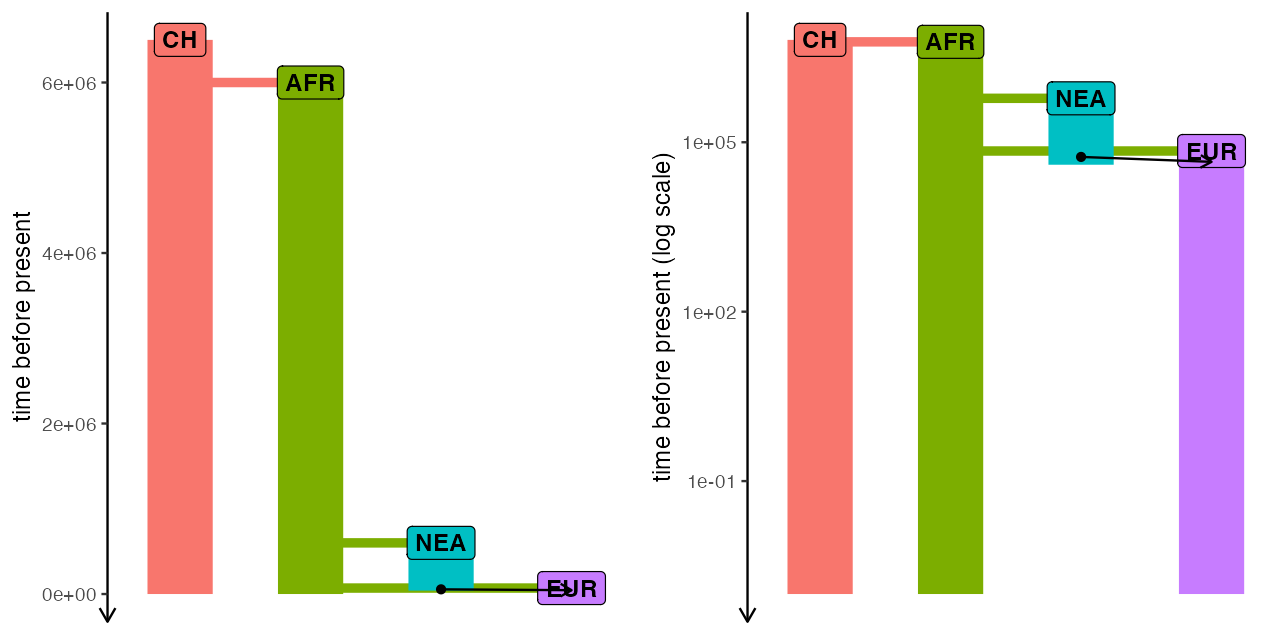 time before present
6e+06
4e+06
2e+06
0e+00
CH
AFR
NEA
EUR
time before present (log scale)
1e+05
1e+02
1e-01
CH
AFR
NEA
EUR